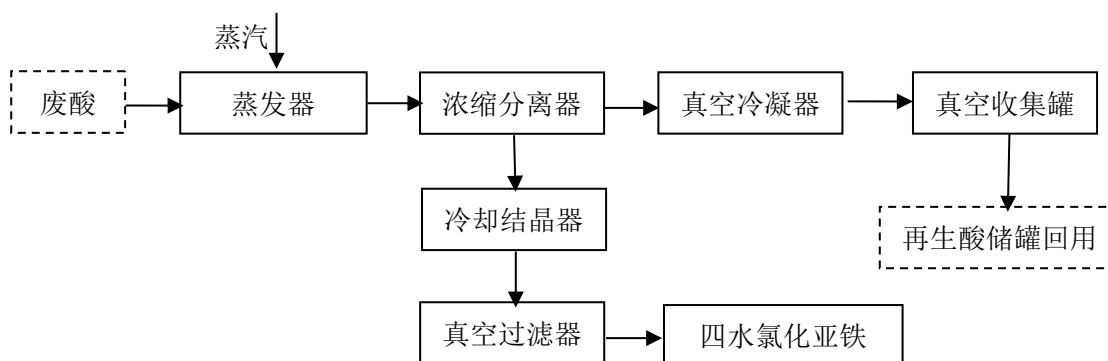 蒸汽
废酸
蒸发器
浓缩分离器
真空冷凝器
真空收集罐
冷却结晶器
再生酸储罐回用
真空过滤器
四水氯化亚铁